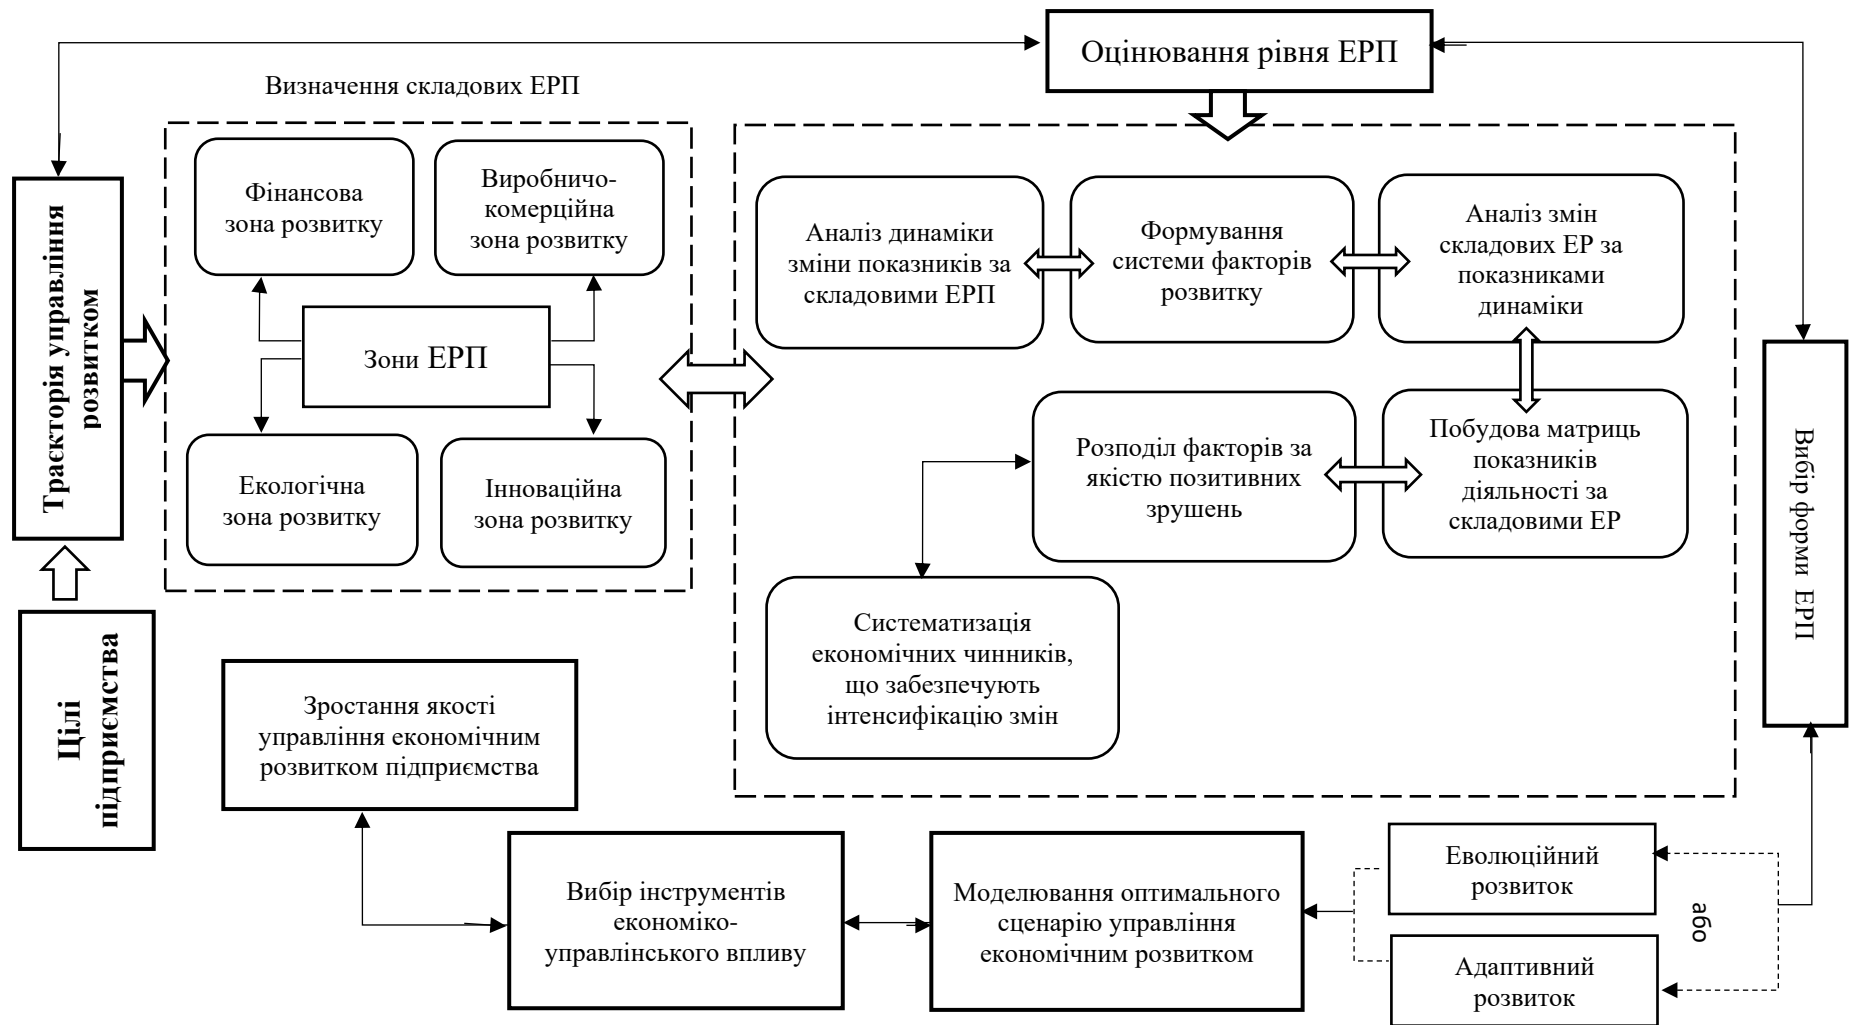 Оцінювання рівня ЕРП
Визначення складових ЕРП
Траєкторія управління
розвитком
Цілі
підприємства
Фінансова
зона розвитку
Виробничо-
комерційна
зона розвитку
Зони ЕРП
Екологічна
зона розвитку
Інноваційна
зона розвитку
Аналіз динаміки
зміни показників за
складовими ЕРП
Формування
системи факторів
розвитку
Аналіз змін
складових ЕР за
показниками
динаміки
Розподіл факторів за
якістю позитивних
зрушень
Побудова матриць
показників
діяльності за
складовими ЕР
Систематизація
економічних чинників,
що забезпечують
інтенсифікацію змін
Вибір форми ЕРП
Зростання якості
управління економічним
розвитком підприємства
Вибір інструментів
економіко-
управлінського впливу
Моделювання оптимального
сценарію управління
економічним розвитком
Еволюційний
розвиток
або
Адаптивний
розвиток